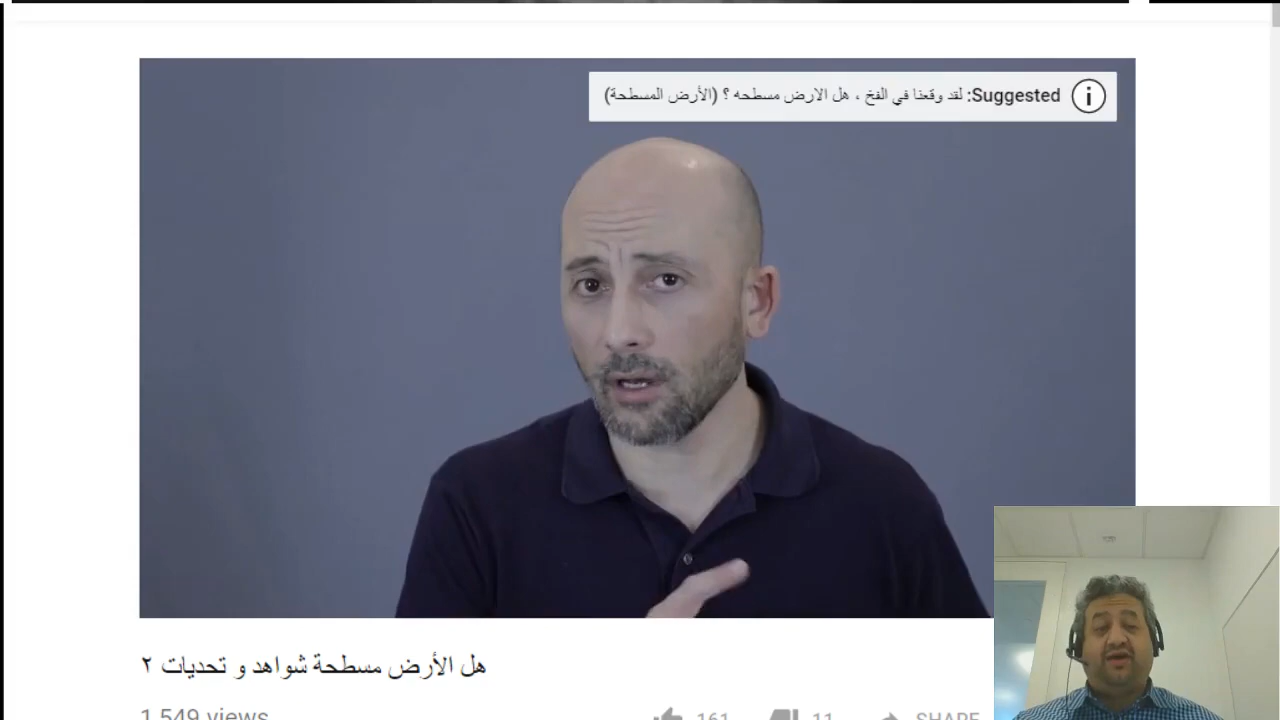 Suggested: لقد وقعنا في الفخ ، هل الارض مسطحه ؟ (الأرض المسطحة)
هل الأرض مسطحة شواهد و تحديات ٢
1,549 views 161 11 SHARE